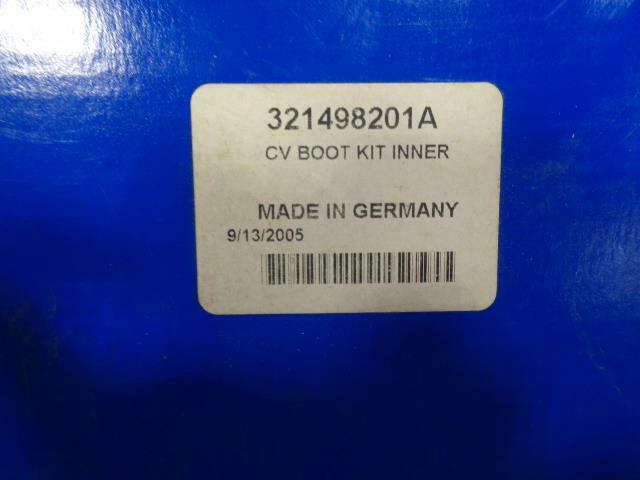 321498201A
CV BOOT KIT INNER
MADE IN GERMANY
9/13/2005